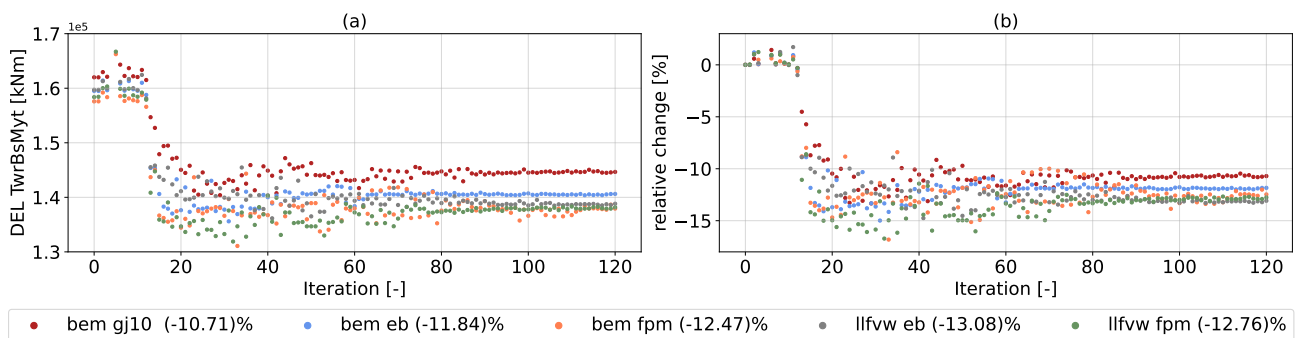 (a)
(b)
1e5
1.7
1.6
1.5
1.4
1.3
DEL TwrBsMyt [kNm]
0
20
40
60
80
100
120
Iteration [-]
0
−5
−10
−15
relative change [%]
0
20
40
60
80
100
120
Iteration [-]
bem gj10 (-10.71)%
bem eb (-11.84)%
bem fpm (-12.47)%
llfvw eb (-13.08)%
llfvw fpm (-12.76)%